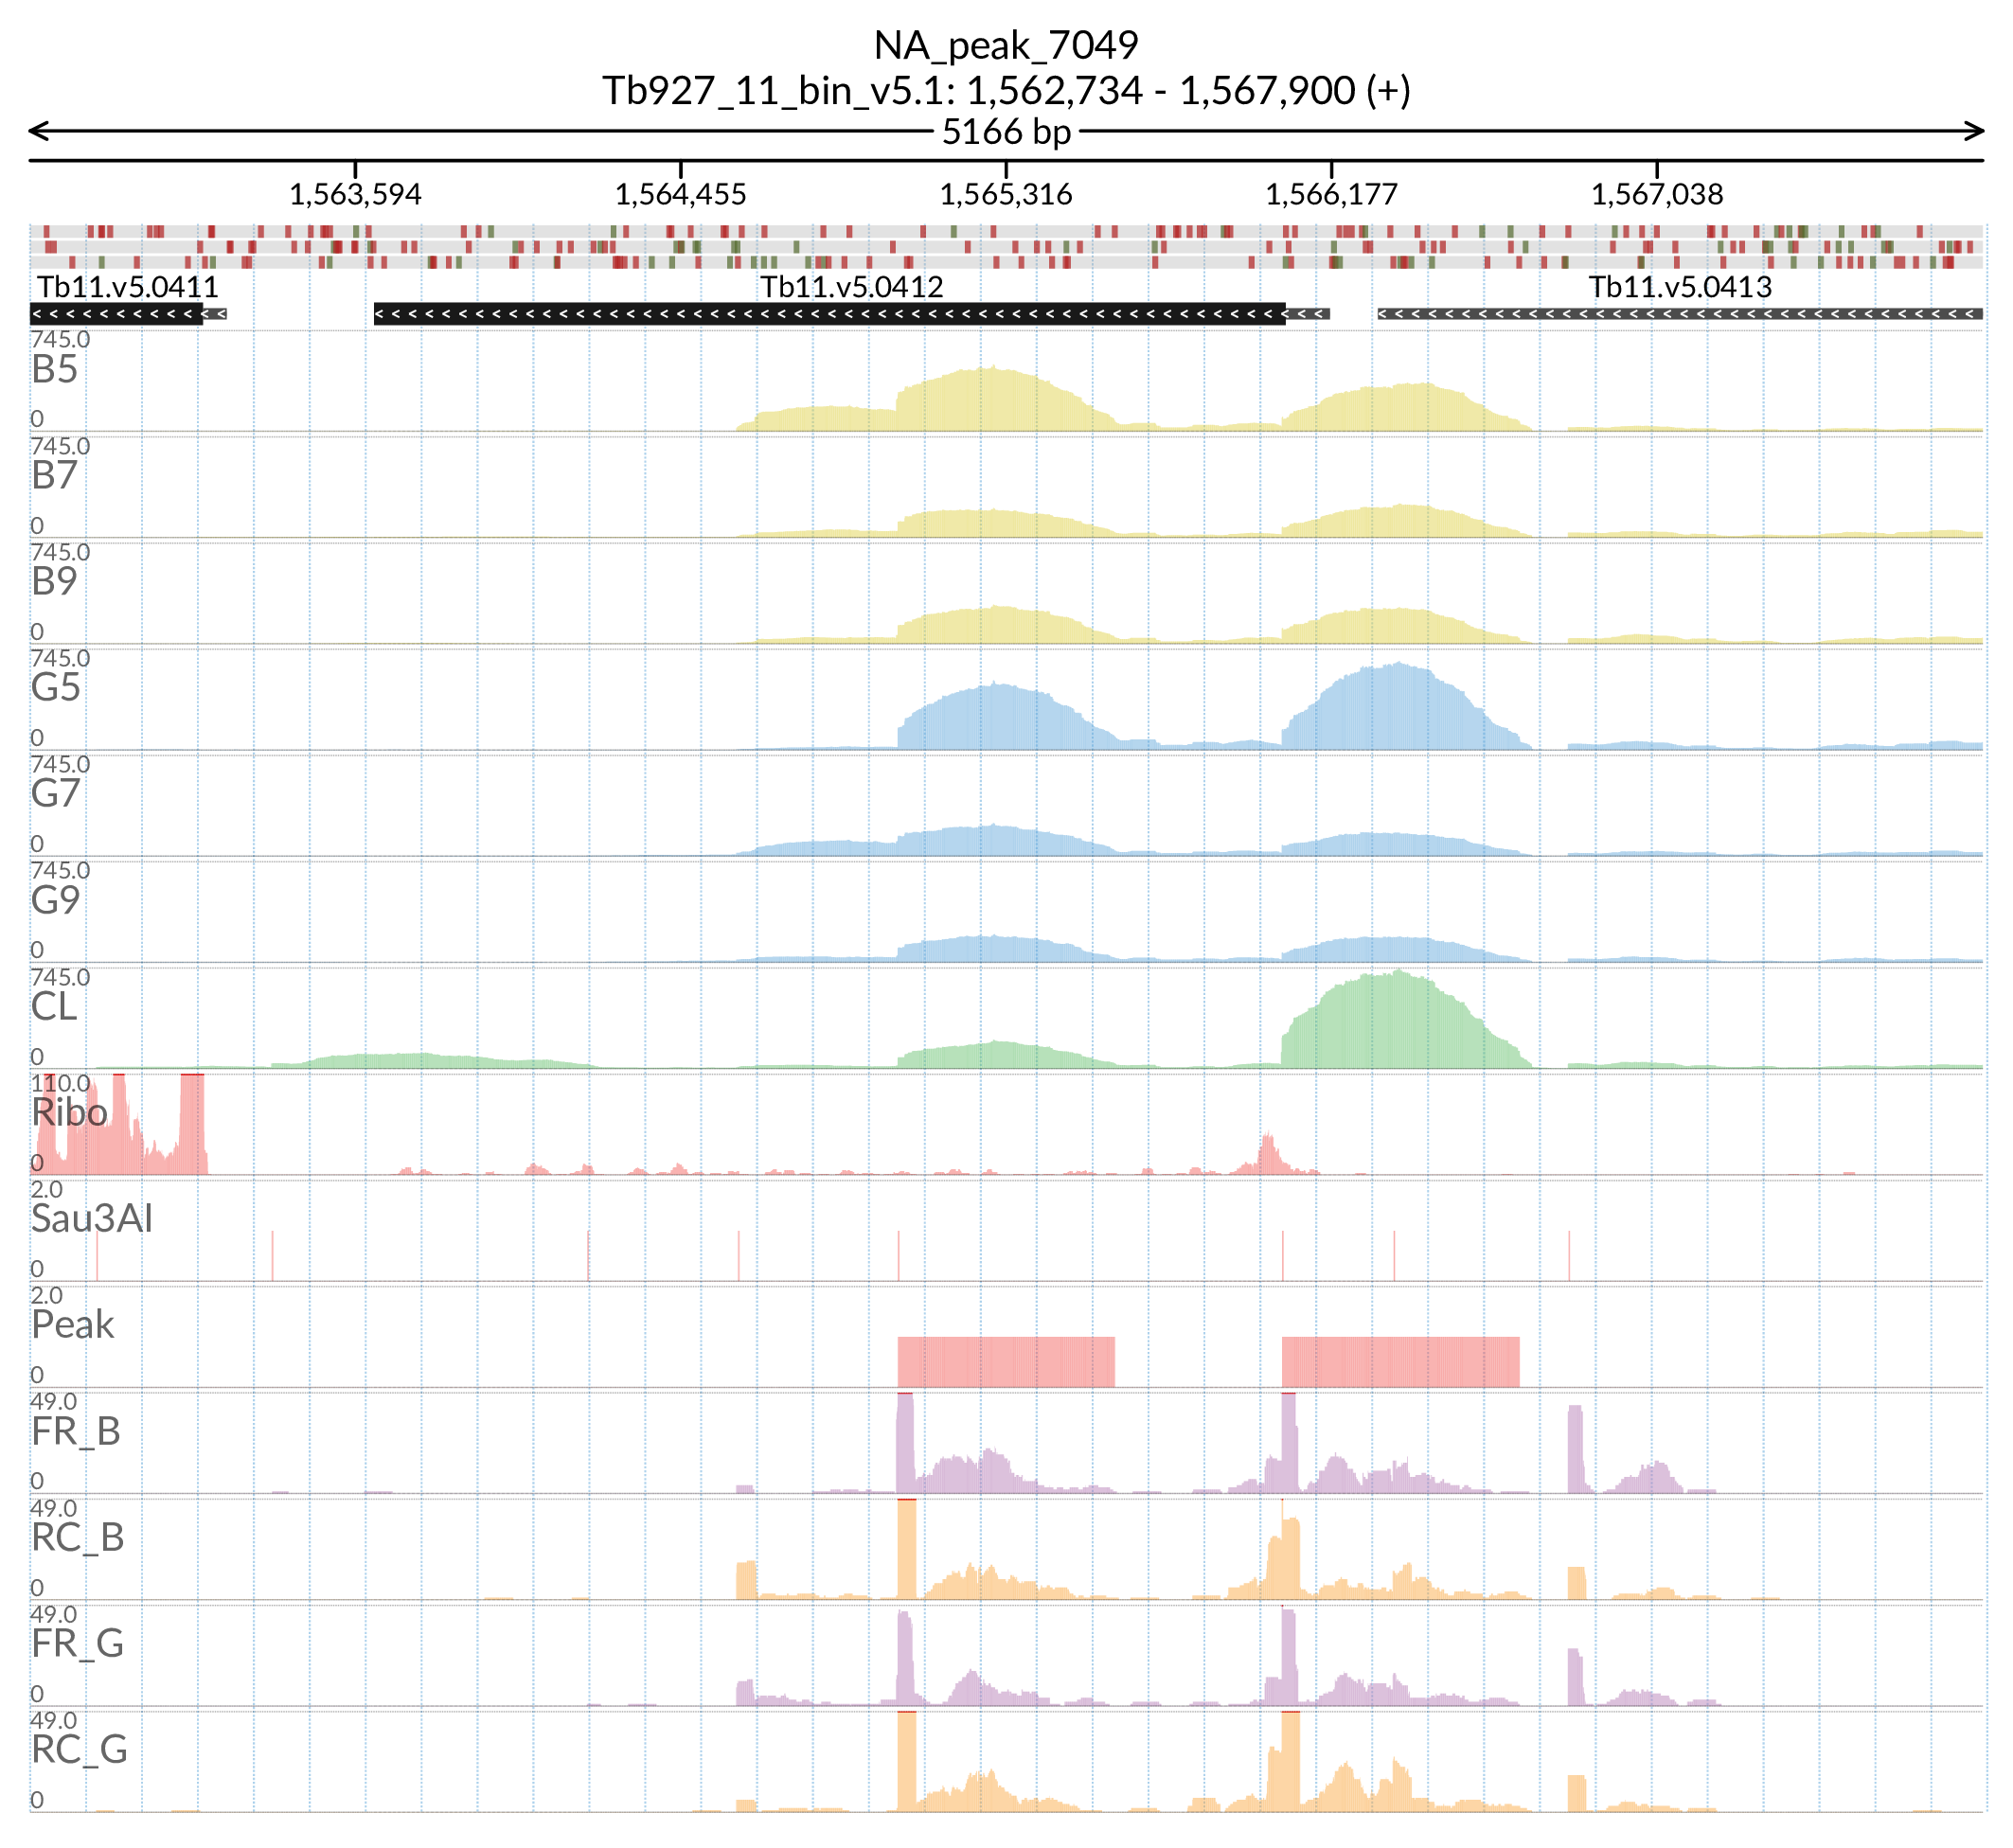 NA_peak_7049
Tb927_11_bin_v5.1: 1,562,734 - 1,567,900 (+)
5166 bp
1,563,594 1,564,455 1,565,316 1,566,177 1,567,038
Tb11.v5.0411 Tb11.v5.0412 Tb11.v5.0413
745.0
B5
0
745.0
B7
0
745.0
B9
0
745.0
G5
0
745.0
G7
0
745.0
G9
0
745.0
CL
0
110.0
Ribo
0
2.0
Sau3AI
0
2.0
Peak
0
49.0
FR_B
0
49.0
RC_B
0
49.0
FR_G
0
49.0
RC_G
0